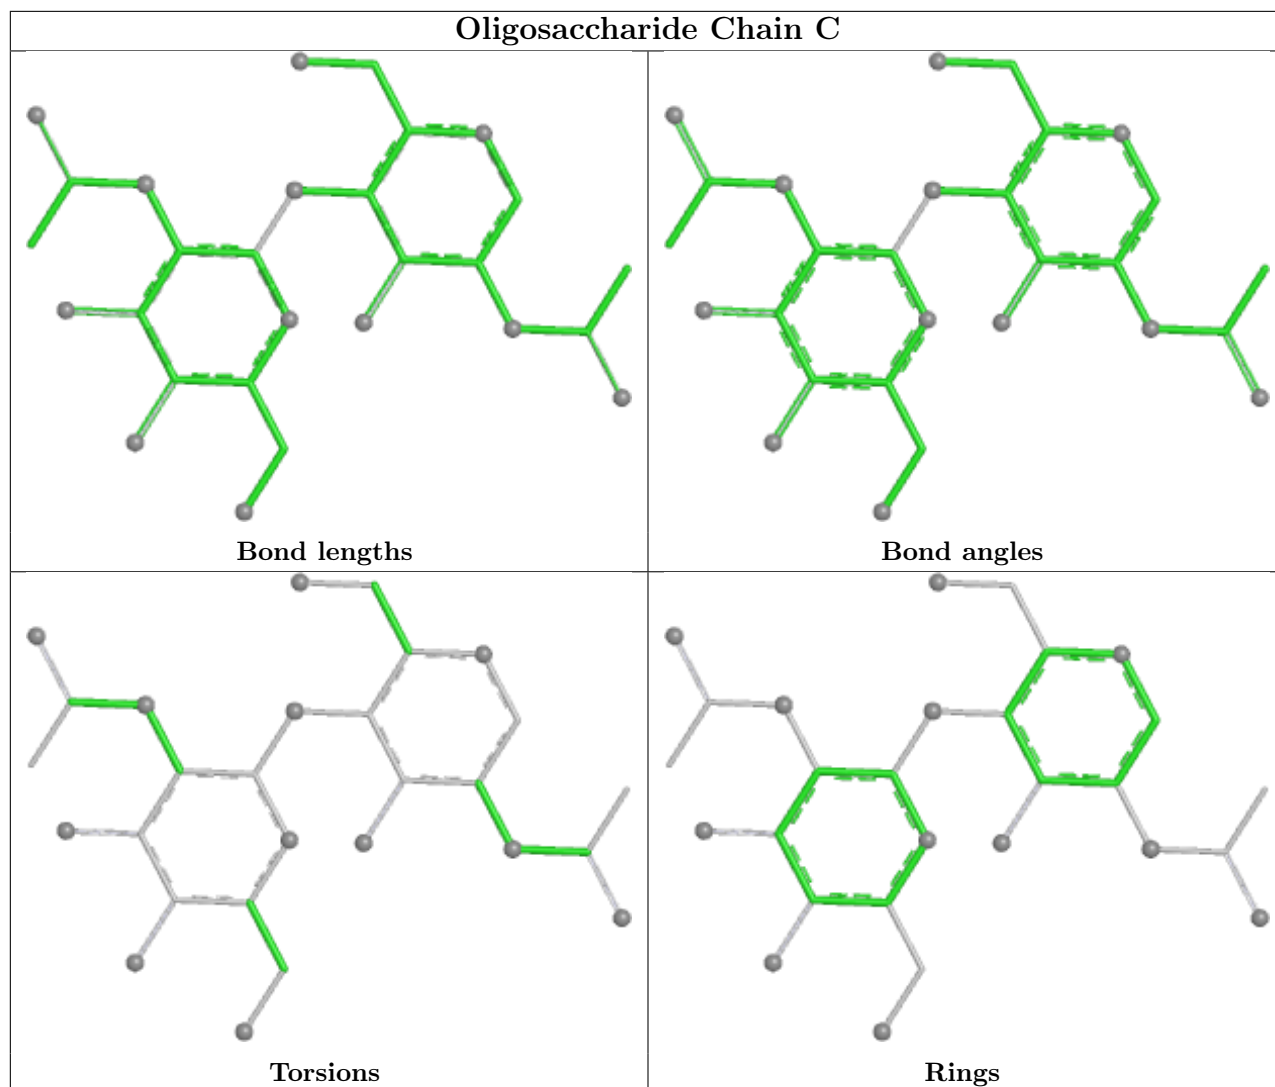 Oligosaccharide Chain C
Bond lengths
Bond angles
Torsions
Rings